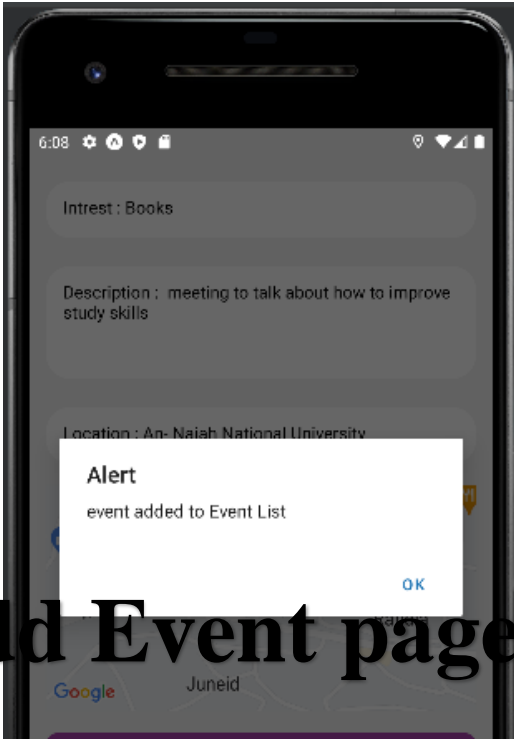 6:08
Intrest : Books
Description : meeting to talk about how to improve
study skills
Location : An- Najah National University
Alert
event added to Event List
OK
dd Event page
Google
Juneid